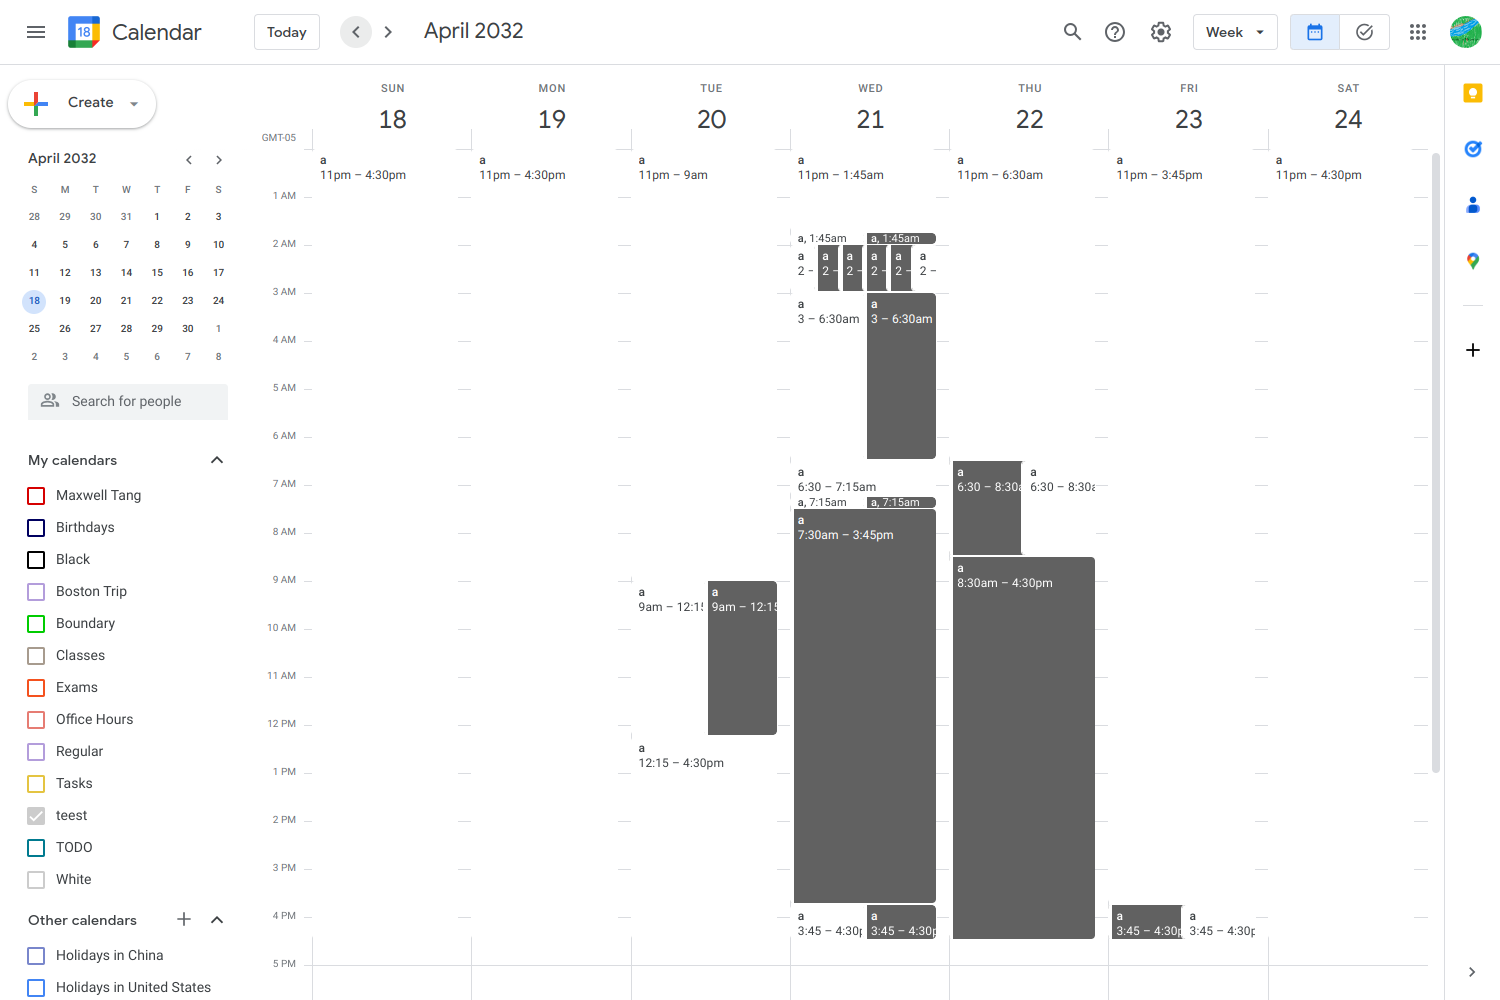 18 Calendar Today April 2032 Week
Create
April 2032
S M T W T F S
28 29 30 31 1 2 3
4 5 6 7 8 9 10
11 12 13 14 15 16 17
18 19 20 21 22 23 24
25 26 27 28 29 30 1
2 3 4 5 6 7 8
Search for people
My calendars
Maxwell Tang
Birthdays
Black
Boston Trip
Boundary
Classes
Exams
Office Hours
Regular
Tasks
teest
TODO
White
Other calendars
Holidays in China
Holidays in United States
SUN MON TUE WED THU FRI SAT
18 19 20 21 22 23 24
GMT-05
a a a a a a a
11pm – 4:30pm 11pm – 4:30pm 11pm – 9am 11pm – 1:45am 11pm – 6:30am 11pm – 3:45pm 11pm – 4:30pm
1 AM
a, 1:45am a, 1:45am
2 AM
a a a a a a
2 – 2 – 2 – 2 – 2 – 2 –
3 AM
a a
3 – 6:30am 3 – 6:30am
4 AM
5 AM
6 AM
a a a
7 AM
6:30 – 7:15am 6:30 – 8:30a 6:30 – 8:30a
a, 7:15am a, 7:15am
a
8 AM
7:30am – 3:45pm
a
9 AM
8:30am – 4:30pm
a a
9am – 12:15 9am – 12:15
10 AM
11 AM
12 PM
a
12:15 – 4:30pm
1 PM
2 PM
3 PM
4 PM
a a a a
3:45 – 4:30p 3:45 – 4:30p 3:45 – 4:30p 3:45 – 4:30p
5 PM